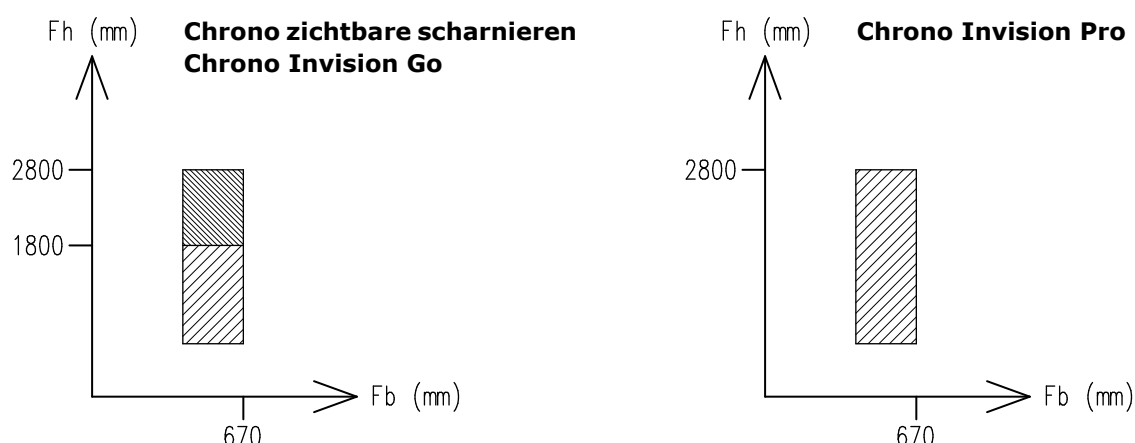 Fh (mm)
Chrono zichtbare scharnieren
Chrono Invision Go
2800
1800
Fb (mm)
670
Fh (mm)
Chrono Invision Pro
2800
Fb (mm)
670